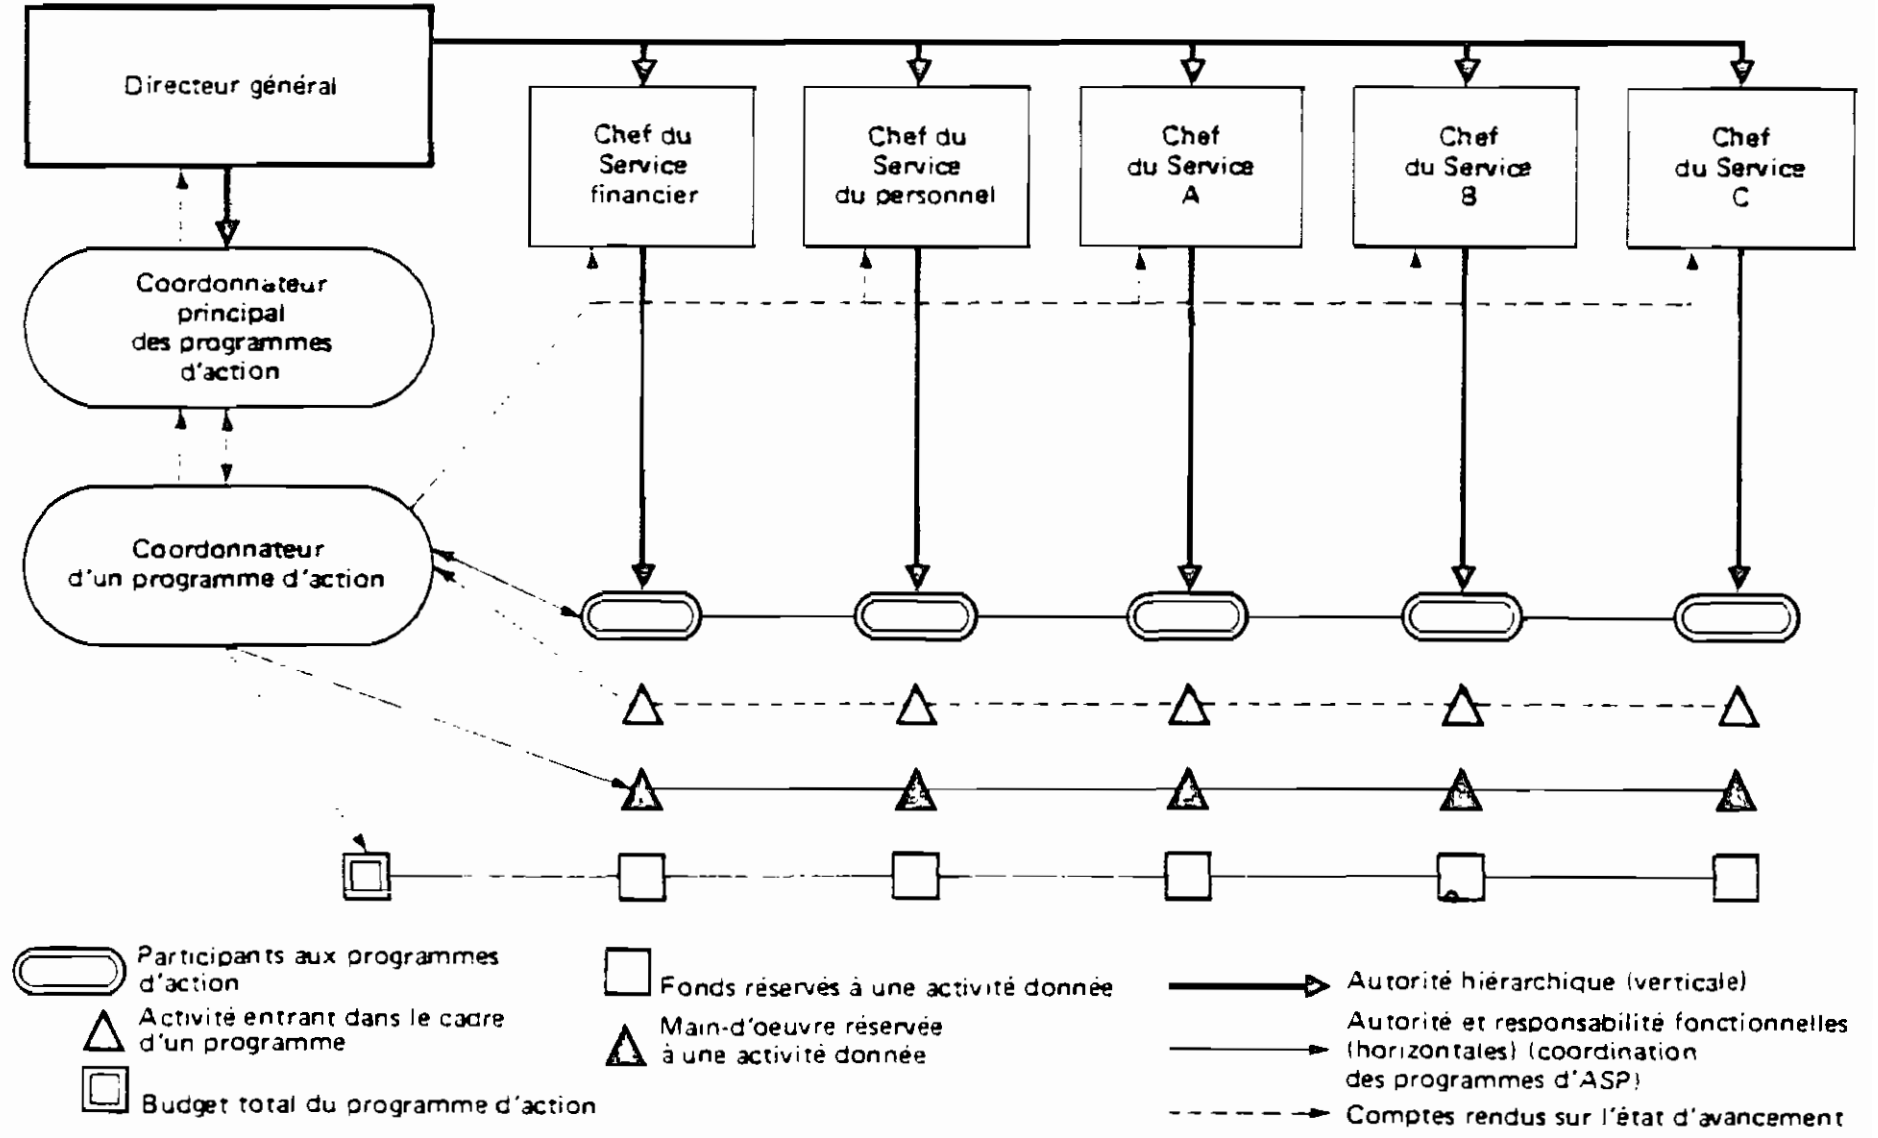 Directeur général
Chef du
Service
financier
Chef du
Service
du personnel
Chef
du Service
A
Chef
du Service
B
Chef
du Service
C
Coordonnateur
principal
des programmes
d'action
Coordonnateur
d'un programme d'action
Participants aux programmes
d'action
Activité entrant dans le cadre
d'un programme
Budget total du programme d'action
Fonds réservés à une activité donnée
Main-d'oeuvre réservée
à une activité donnée
Autorité hiérarchique (verticale)
Autorité et responsabilité fonctionnelles
(horizontales) (coordination
des programmes d'ASP)
Comptes rendus sur l'état d'avancement